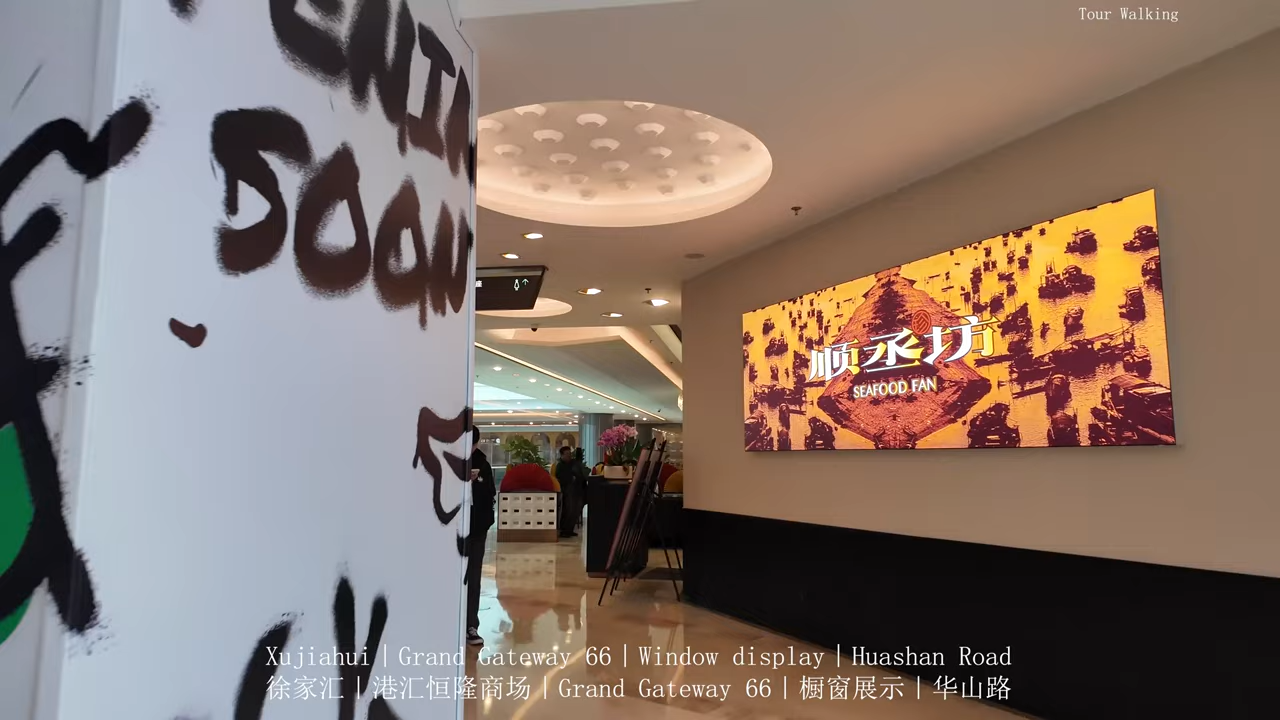 Tour Walking
SOON
顺丞坊
SEAFOOD FAN
Xujiahui|Grand Gateway 66|Window display|Huashan Road
徐家汇|港汇恒隆商场|Grand Gateway 66|橱窗展示|华山路